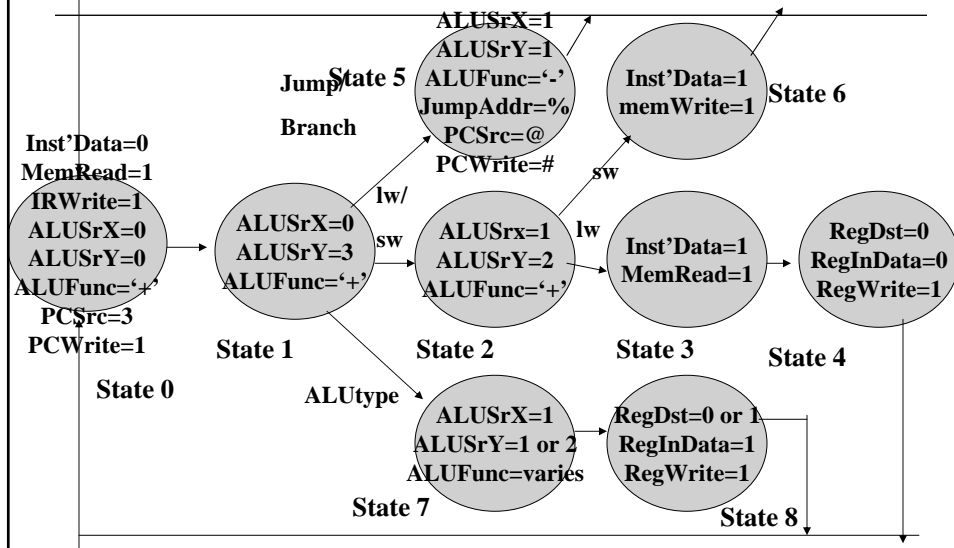 ALUSrX=1
ALUSrY=1
ALUFunc=‘-’
JumpAddr=%
PCSrc=@
PCWrite=#
State 5
Jump/
Branch
Inst’Data=1
memWrite=1
State 6
Inst’Data=0
MemRead=1
IRWrite=1
ALUSrX=0
ALUSrY=0
ALUFunc=‘+’
PCSrc=3
PCWrite=1
State 0
ALUSrX=0
ALUSrY=3
ALUFunc=‘+’
State 1
lw/
sw
ALUSrx=1
ALUSrY=2
ALUFunc=‘+’
State 2
sw
lw
Inst’Data=1
MemRead=1
State 3
RegDst=0
RegInData=0
RegWrite=1
State 4
ALUtype
ALUSrX=1
ALUSrY=1 or 2
ALUFunc=varies
State 7
RegDst=0 or 1
RegInData=1
RegWrite=1
State 8